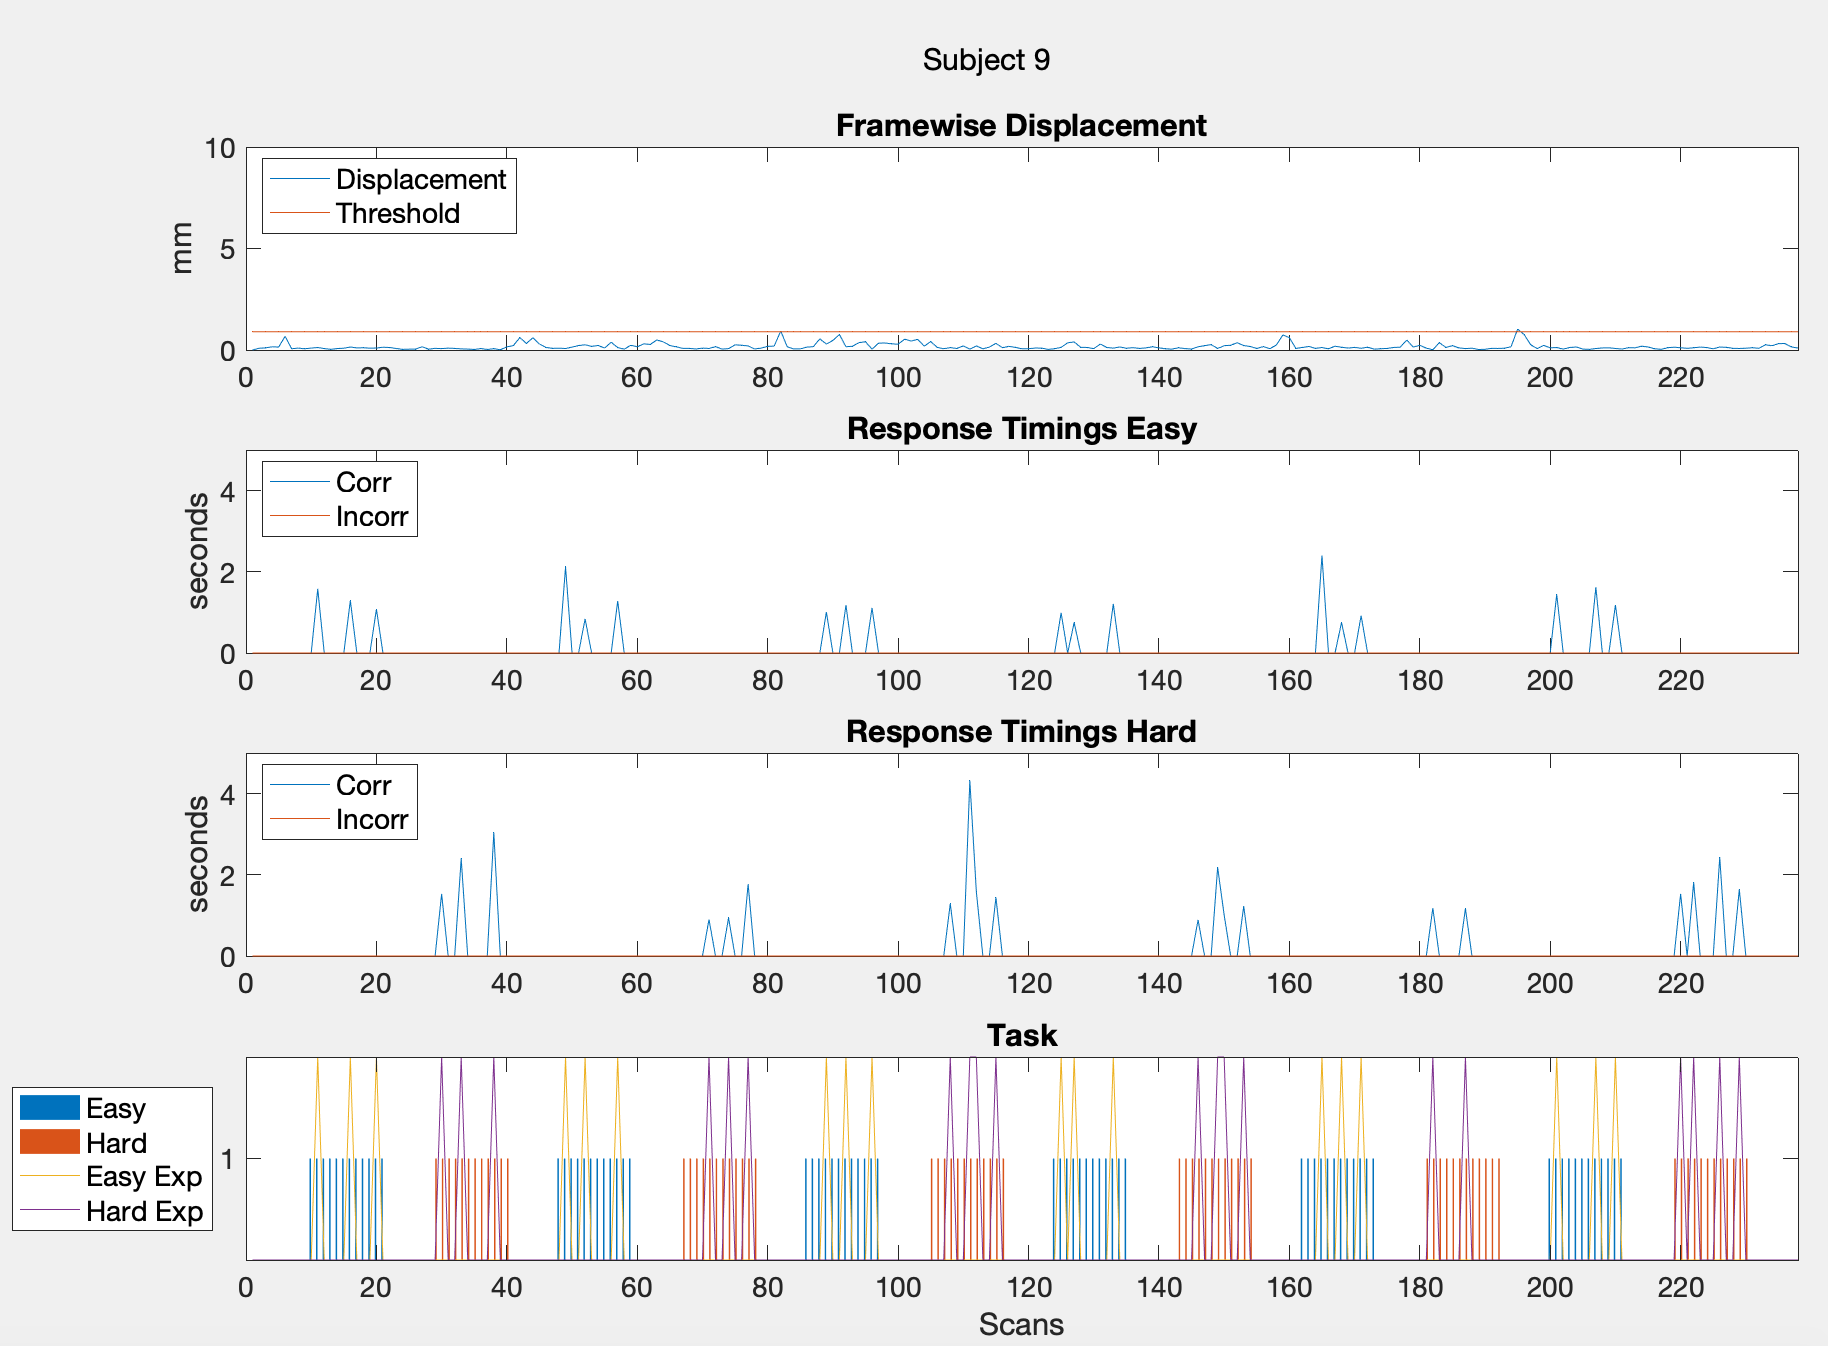 Subject 9
Framewise Displacement
10
5
0
mm
Displacement
Threshold
0 20 40 60 80 100 120 140 160 180 200 220
Response Timings Easy
4
2
0
seconds
Corr
Incorr
0 20 40 60 80 100 120 140 160 180 200 220
Response Timings Hard
4
2
0
seconds
Corr
Incorr
0 20 40 60 80 100 120 140 160 180 200 220
Task
1
Easy
Hard
Easy Exp
Hard Exp
0 20 40 60 80 100 120 140 160 180 200 220
Scans